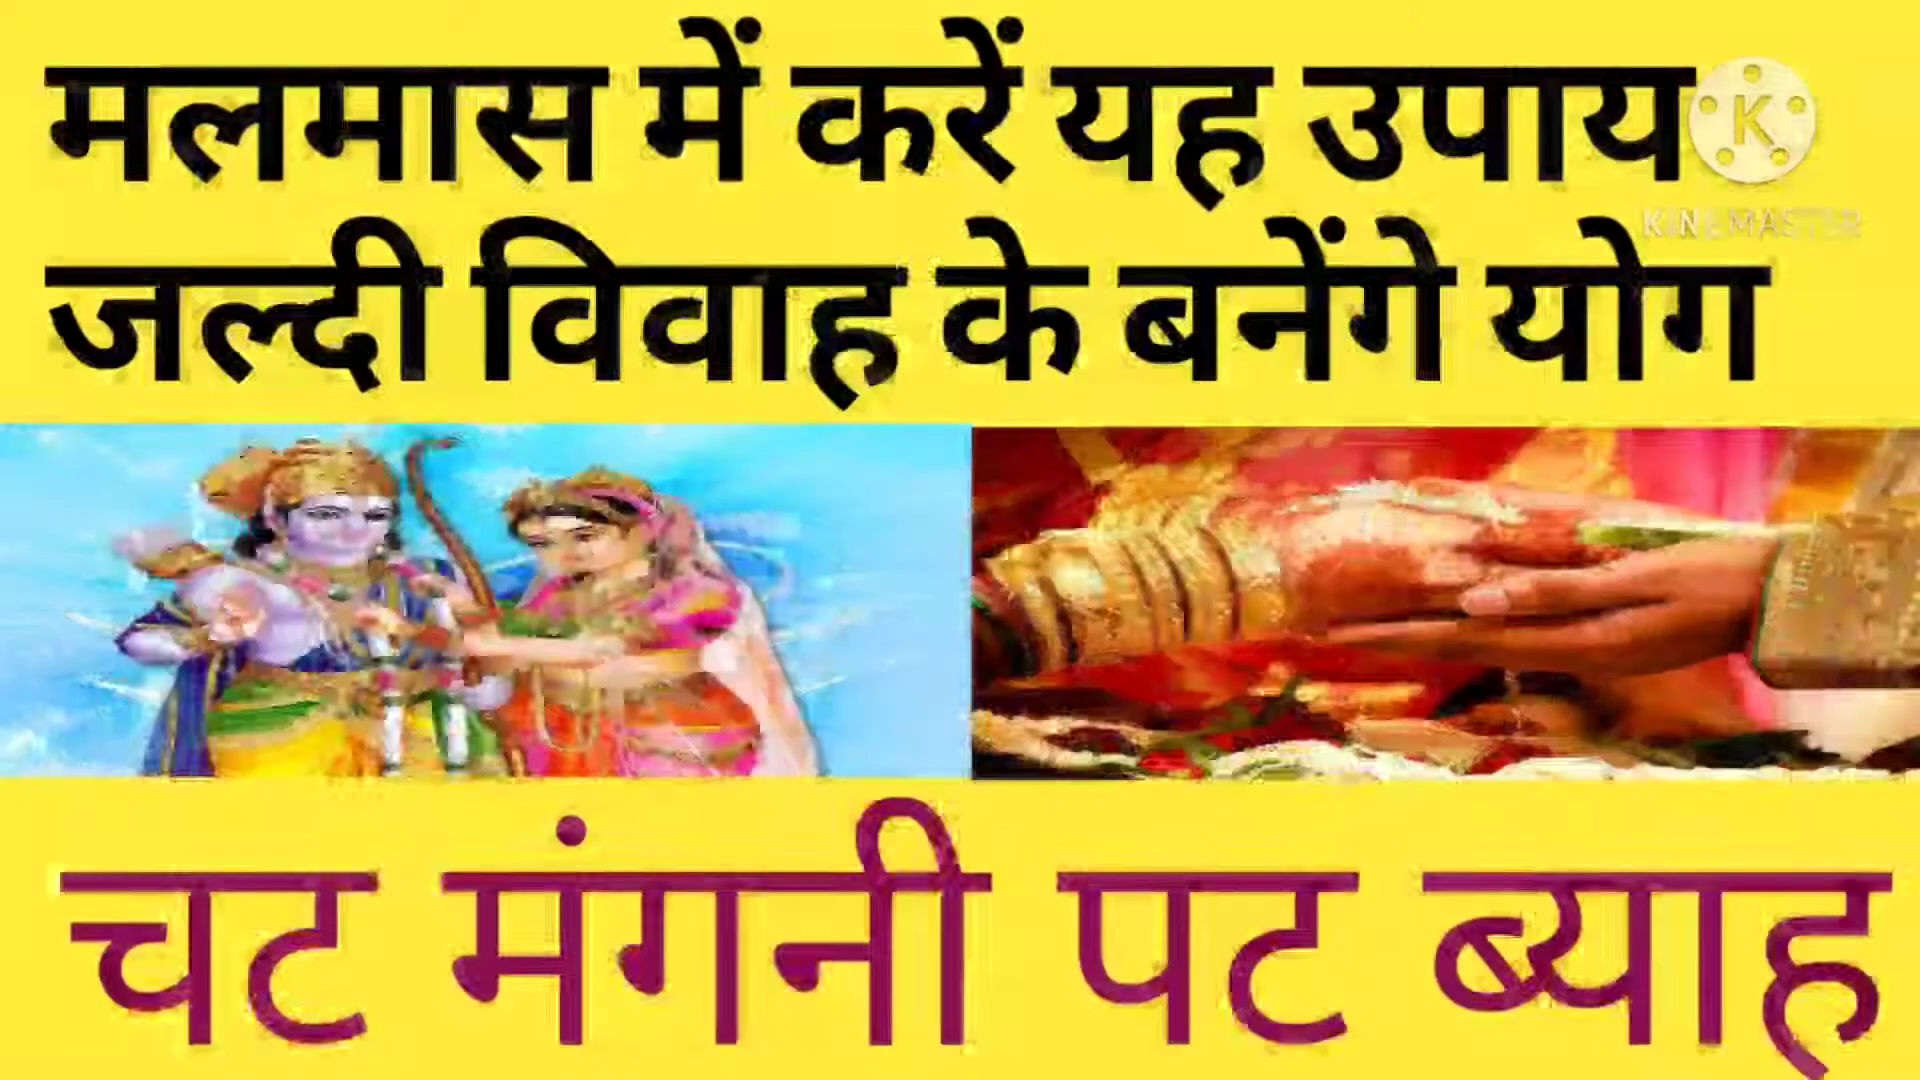 मलमास में करें यह उपाय
K
KINEMASTER
जल्दी विवाह के बनेंगे योग
चट मंगनी पट ब्याह